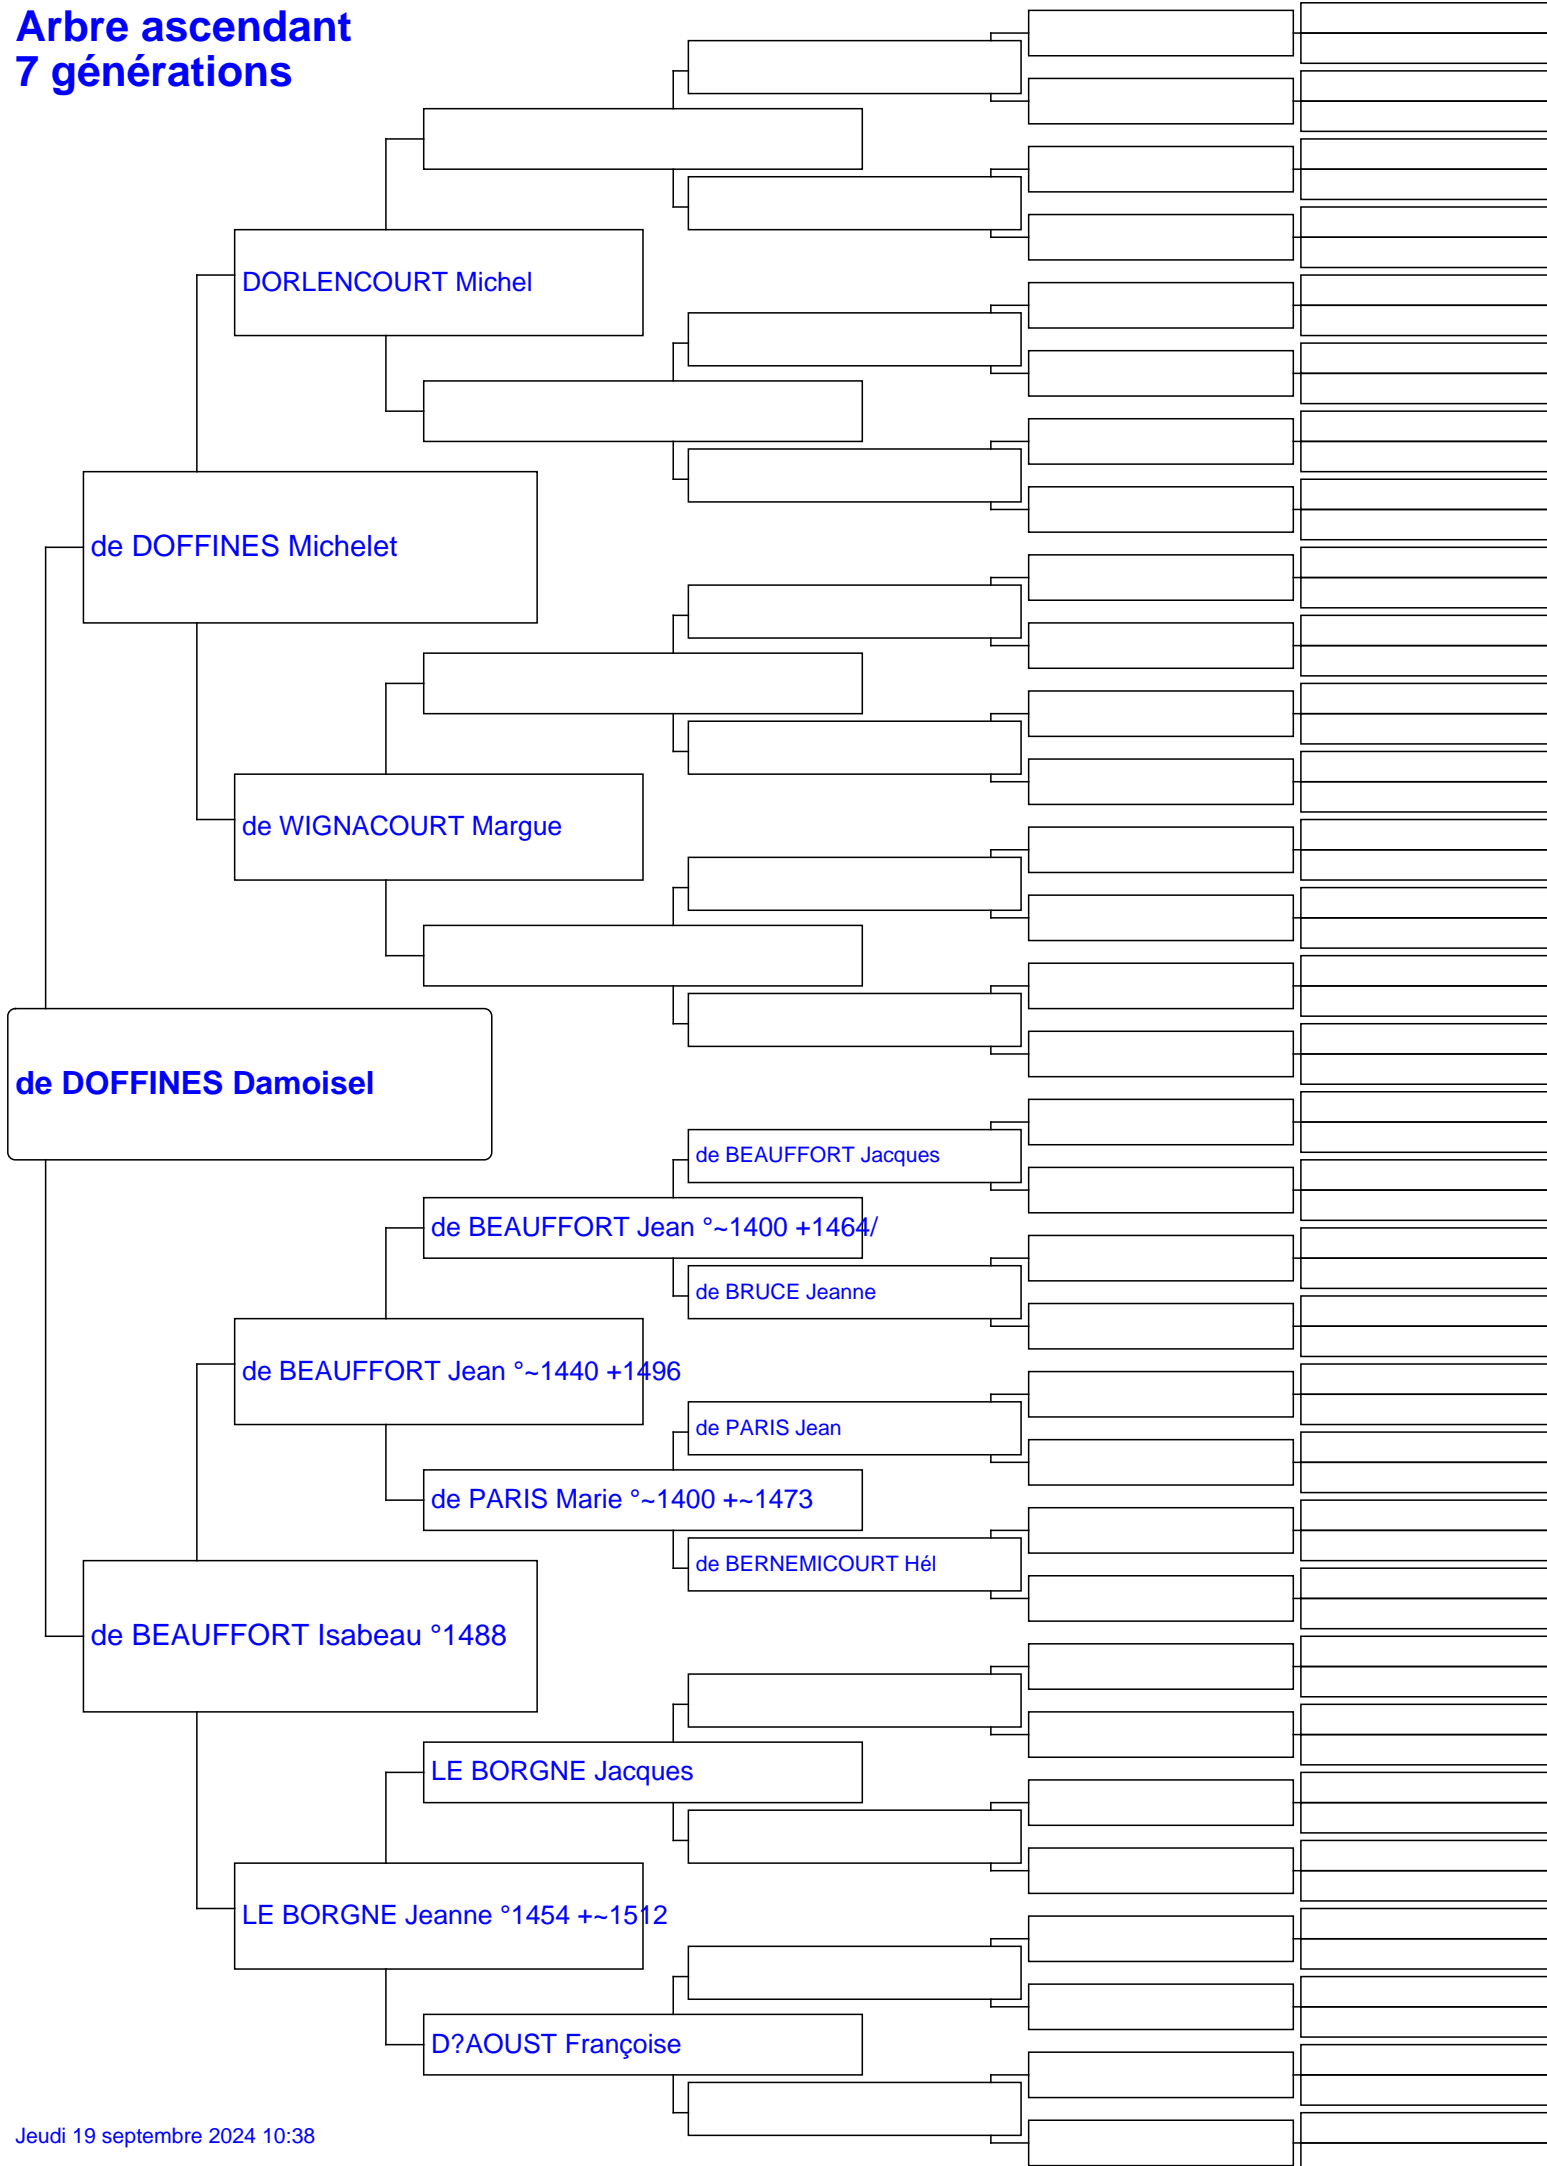 Arbre ascendant
7 générations
DORLENCOURT Michel
de DOFFINES Michelet
de WIGNACOURT Margue
de DOFFINES Damoisel
de BEAUFFORT Jacques
de BEAUFFORT Jean °~1400 +1464/
de BRUCE Jeanne
de BEAUFFORT Jean °~1440 +1496
de PARIS Jean
de PARIS Marie °~1400 +~1473
de BERNEMICOURT Hél
de BEAUFFORT Isabeau °1488
LE BORGNE Jacques
LE BORGNE Jeanne °1454 +~1512
D?AOUST Françoise
Jeudi 19 septembre 2024 10:38